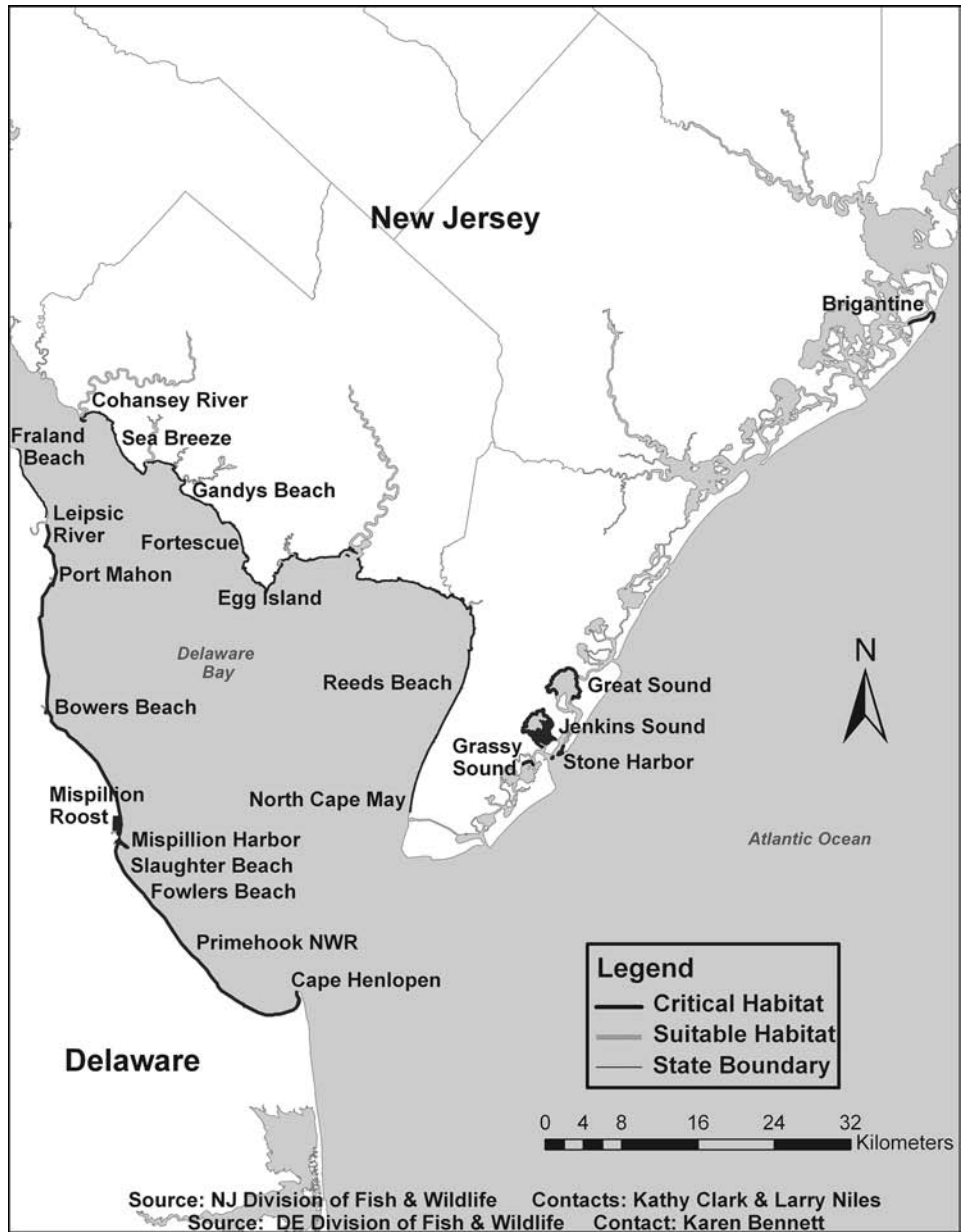 New Jersey
Brigantine
Cohansey River
Fraland
Beach
Sea Breeze
Gandys Beach
Leipsic
River
Fortescue
Port Mahon
Egg Island
Delaware
Bay
Reeds Beach
Great Sound
N
Bowers Beach
Jenkins Sound
Grassy
Sound
Stone Harbor
Mispillion
Roost
North Cape May
Mispillion Harbor
Atlantic Ocean
Slaughter Beach
Fowlers Beach
Primehook NWR
Cape Henlopen
Delaware
Legend
Critical Habitat
Suitable Habitat
State Boundary
0 4 8 16 24 32
Kilometers
Source: NJ Division of Fish & Wildlife Contacts: Kathy Clark & Larry Niles
Source: DE Division of Fish & Wildlife Contact: Karen Bennett